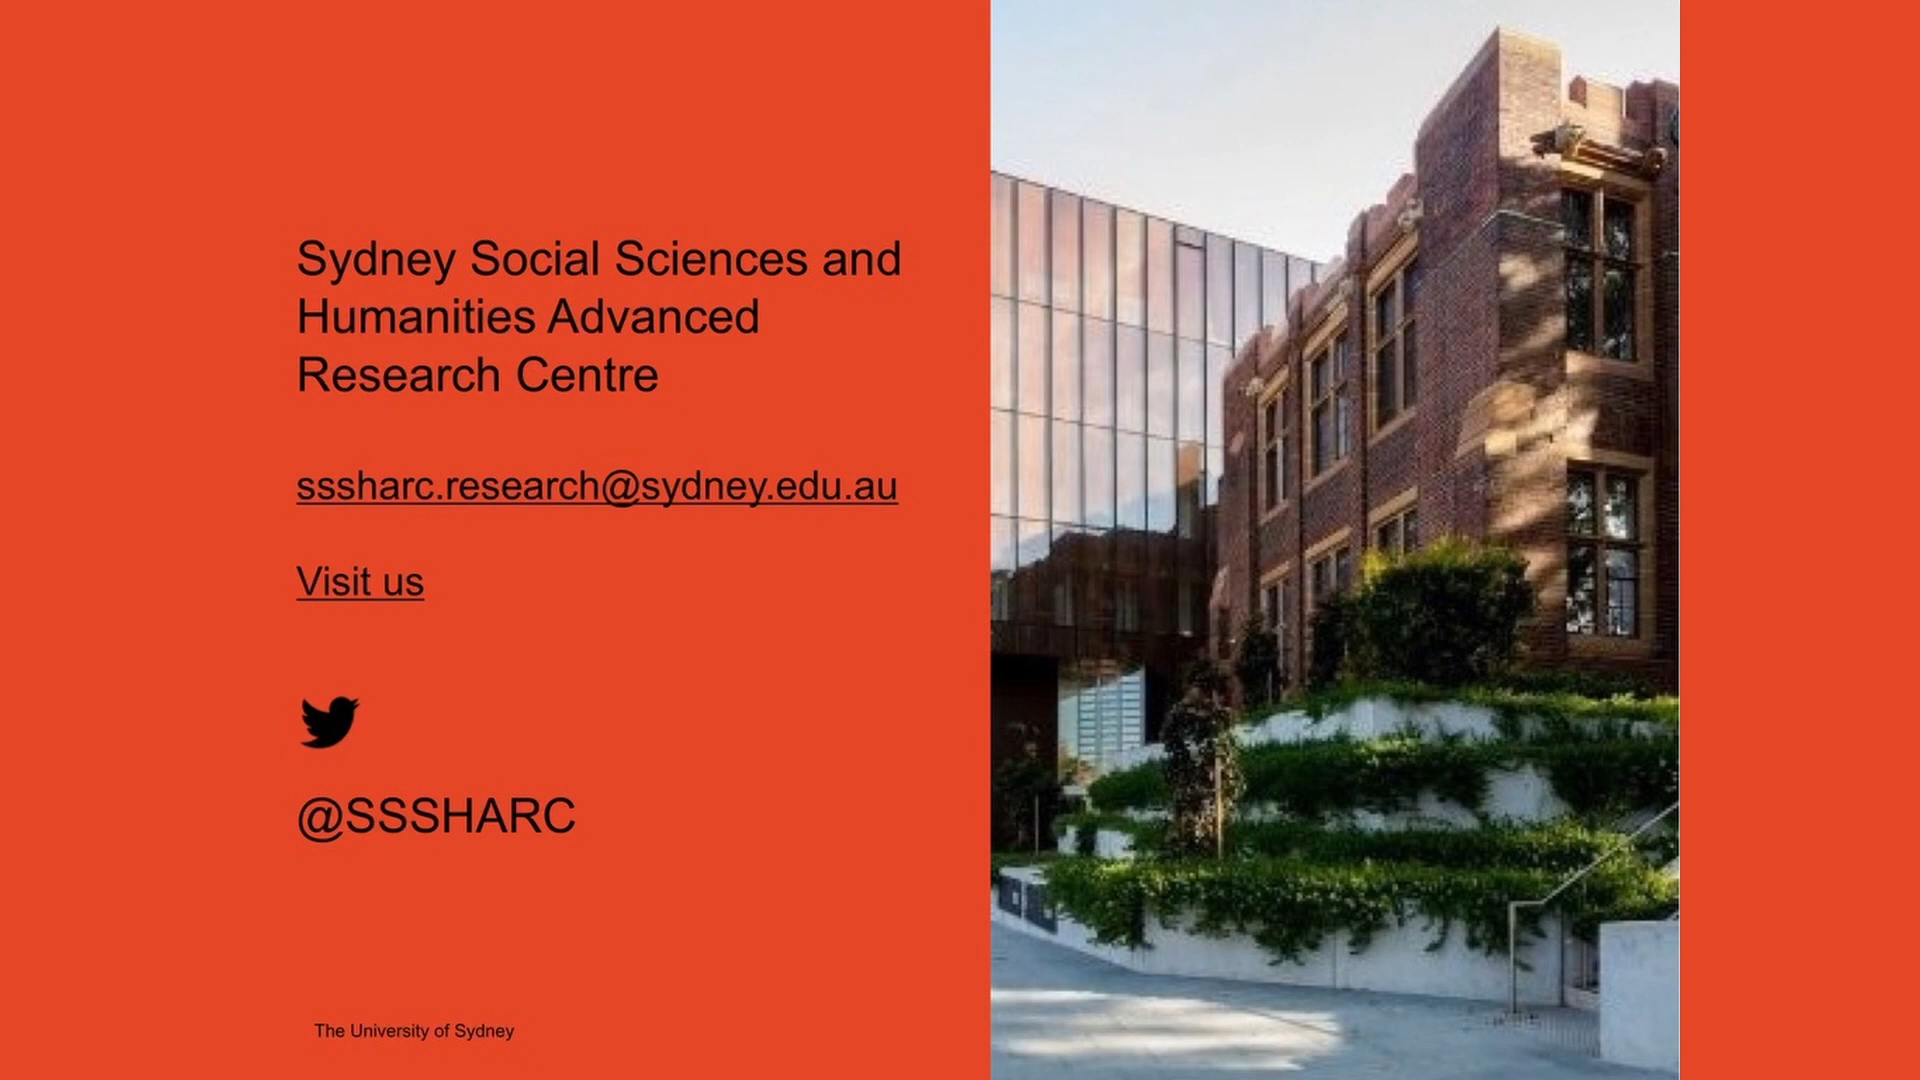 Sydney Social Sciences and
Humanities Advanced
Research Centre
sssharc.research@sydney.edu.au
Visit us
@SSSHARC
The University of Sydney